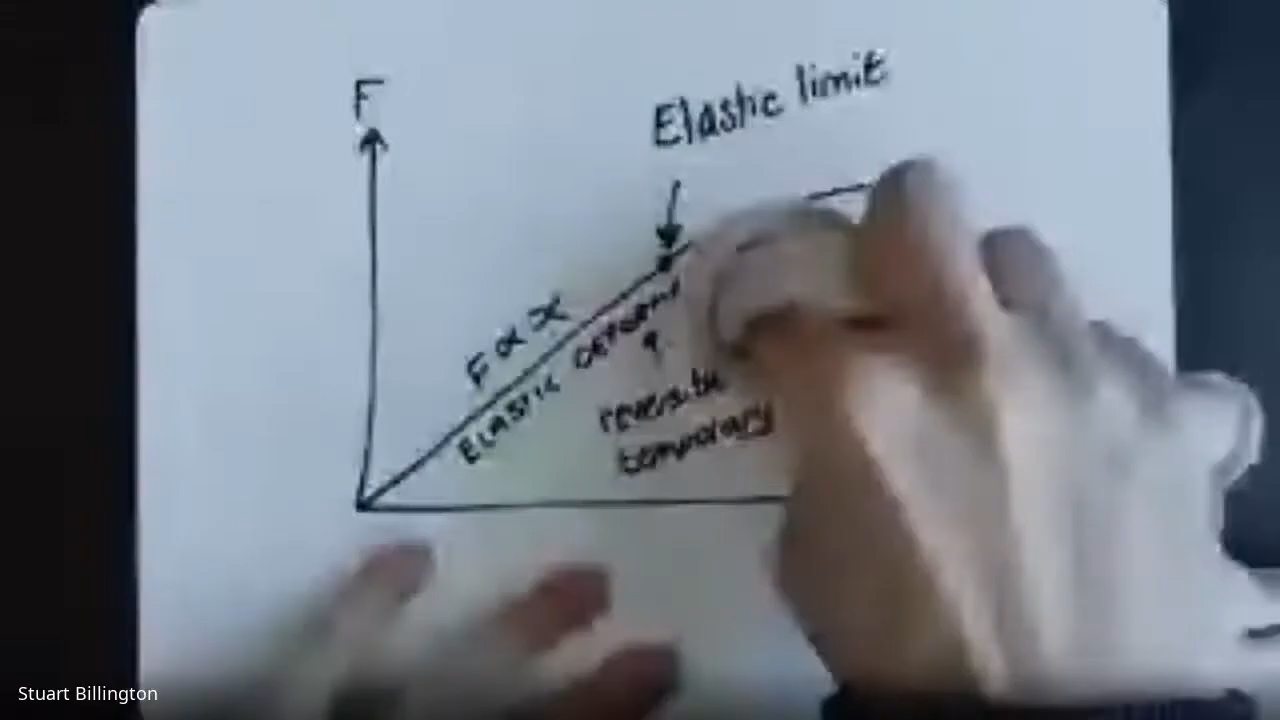 F
Elastic limit
F ∝ x
ELASTIC
reversible
temporary
Stuart Billington